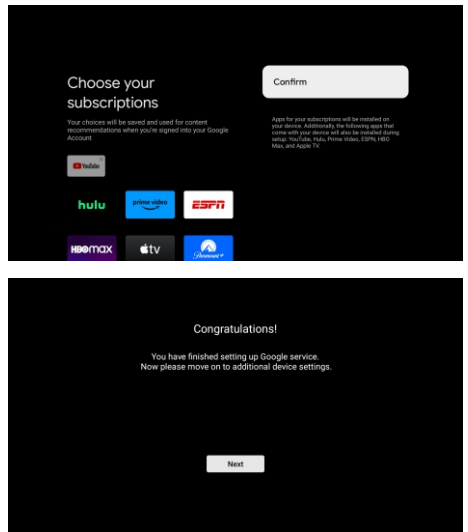 Choose your
subscriptions
Your choices will be saved and used for content
recommendations when you're signed into your Google
Account
YouTube
hulu
prime video
ESPN
HBOmax
tv
Paramount+
Confirm
Apps for your subscriptions will be installed on
your device. Additionally, the following apps that
come with your device will also be installed during
setup: YouTube, Hulu, Prime Video, ESPN, HBO
Max, and Apple TV.
Congratulations!
You have finished setting up Google service.
Now please move on to additional device settings.
Next